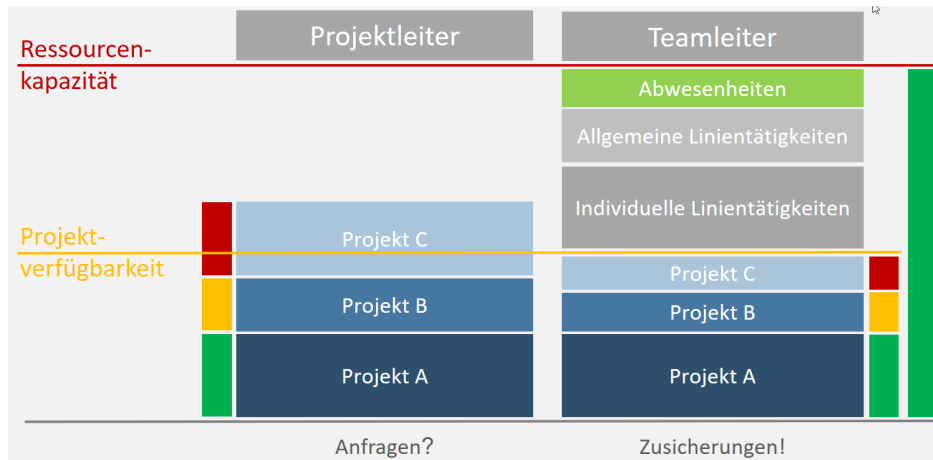 Ressourcen-
kapazität
Projektleiter
Teamleiter
Abwesenheiten
Allgemeine Linientätigkeiten
Individuelle Linientätigkeiten
Projekt-
verfügbarkeit
Projekt C
Projekt B
Projekt A
Projekt C
Projekt B
Projekt A
Anfragen?
Zusicherungen!